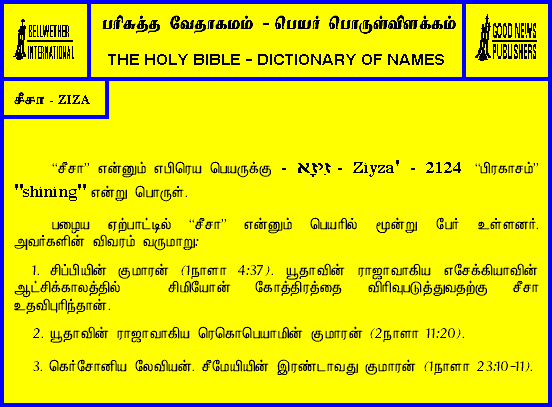 BELLWETHER
INTERNATIONAL
பரிசுத்த வேதாகமம் - பெயர் பொருள்விளக்கம்
THE HOLY BIBLE - DICTIONARY OF NAMES
GOOD NEWS
PUBLISHERS
சீசா - ZIZA
“சீசா” என்னும் எபிரெய பெயருக்கு - זִיזָא - Ziyza' - 2124 “பிரகாசம்”
"shining" என்று பொருள்.
பழைய ஏற்பாட்டில் “சீசா” என்னும் பெயரில் மூன்று பேர் உள்ளனர்.
அவர்களின் விவரம் வருமாறு:
1. சிப்பியின் குமாரன் (1நாளா 4:37). யூதாவின் ராஜாவாகிய எசேக்கியாவின்
ஆட்சிக்காலத்தில் சிமியோன் கோத்திரத்தை விரிவுபடுத்துவதற்கு சீசா
உதவிபுரிந்தான்.
2. யூதாவின் ராஜாவாகிய ரெகொபெயாமின் குமாரன் (2நாளா 11:20).
3. கெர்சோனிய லேவியன். சீமேயியின் இரண்டாவது குமாரன் (1நாளா 23:10-11).